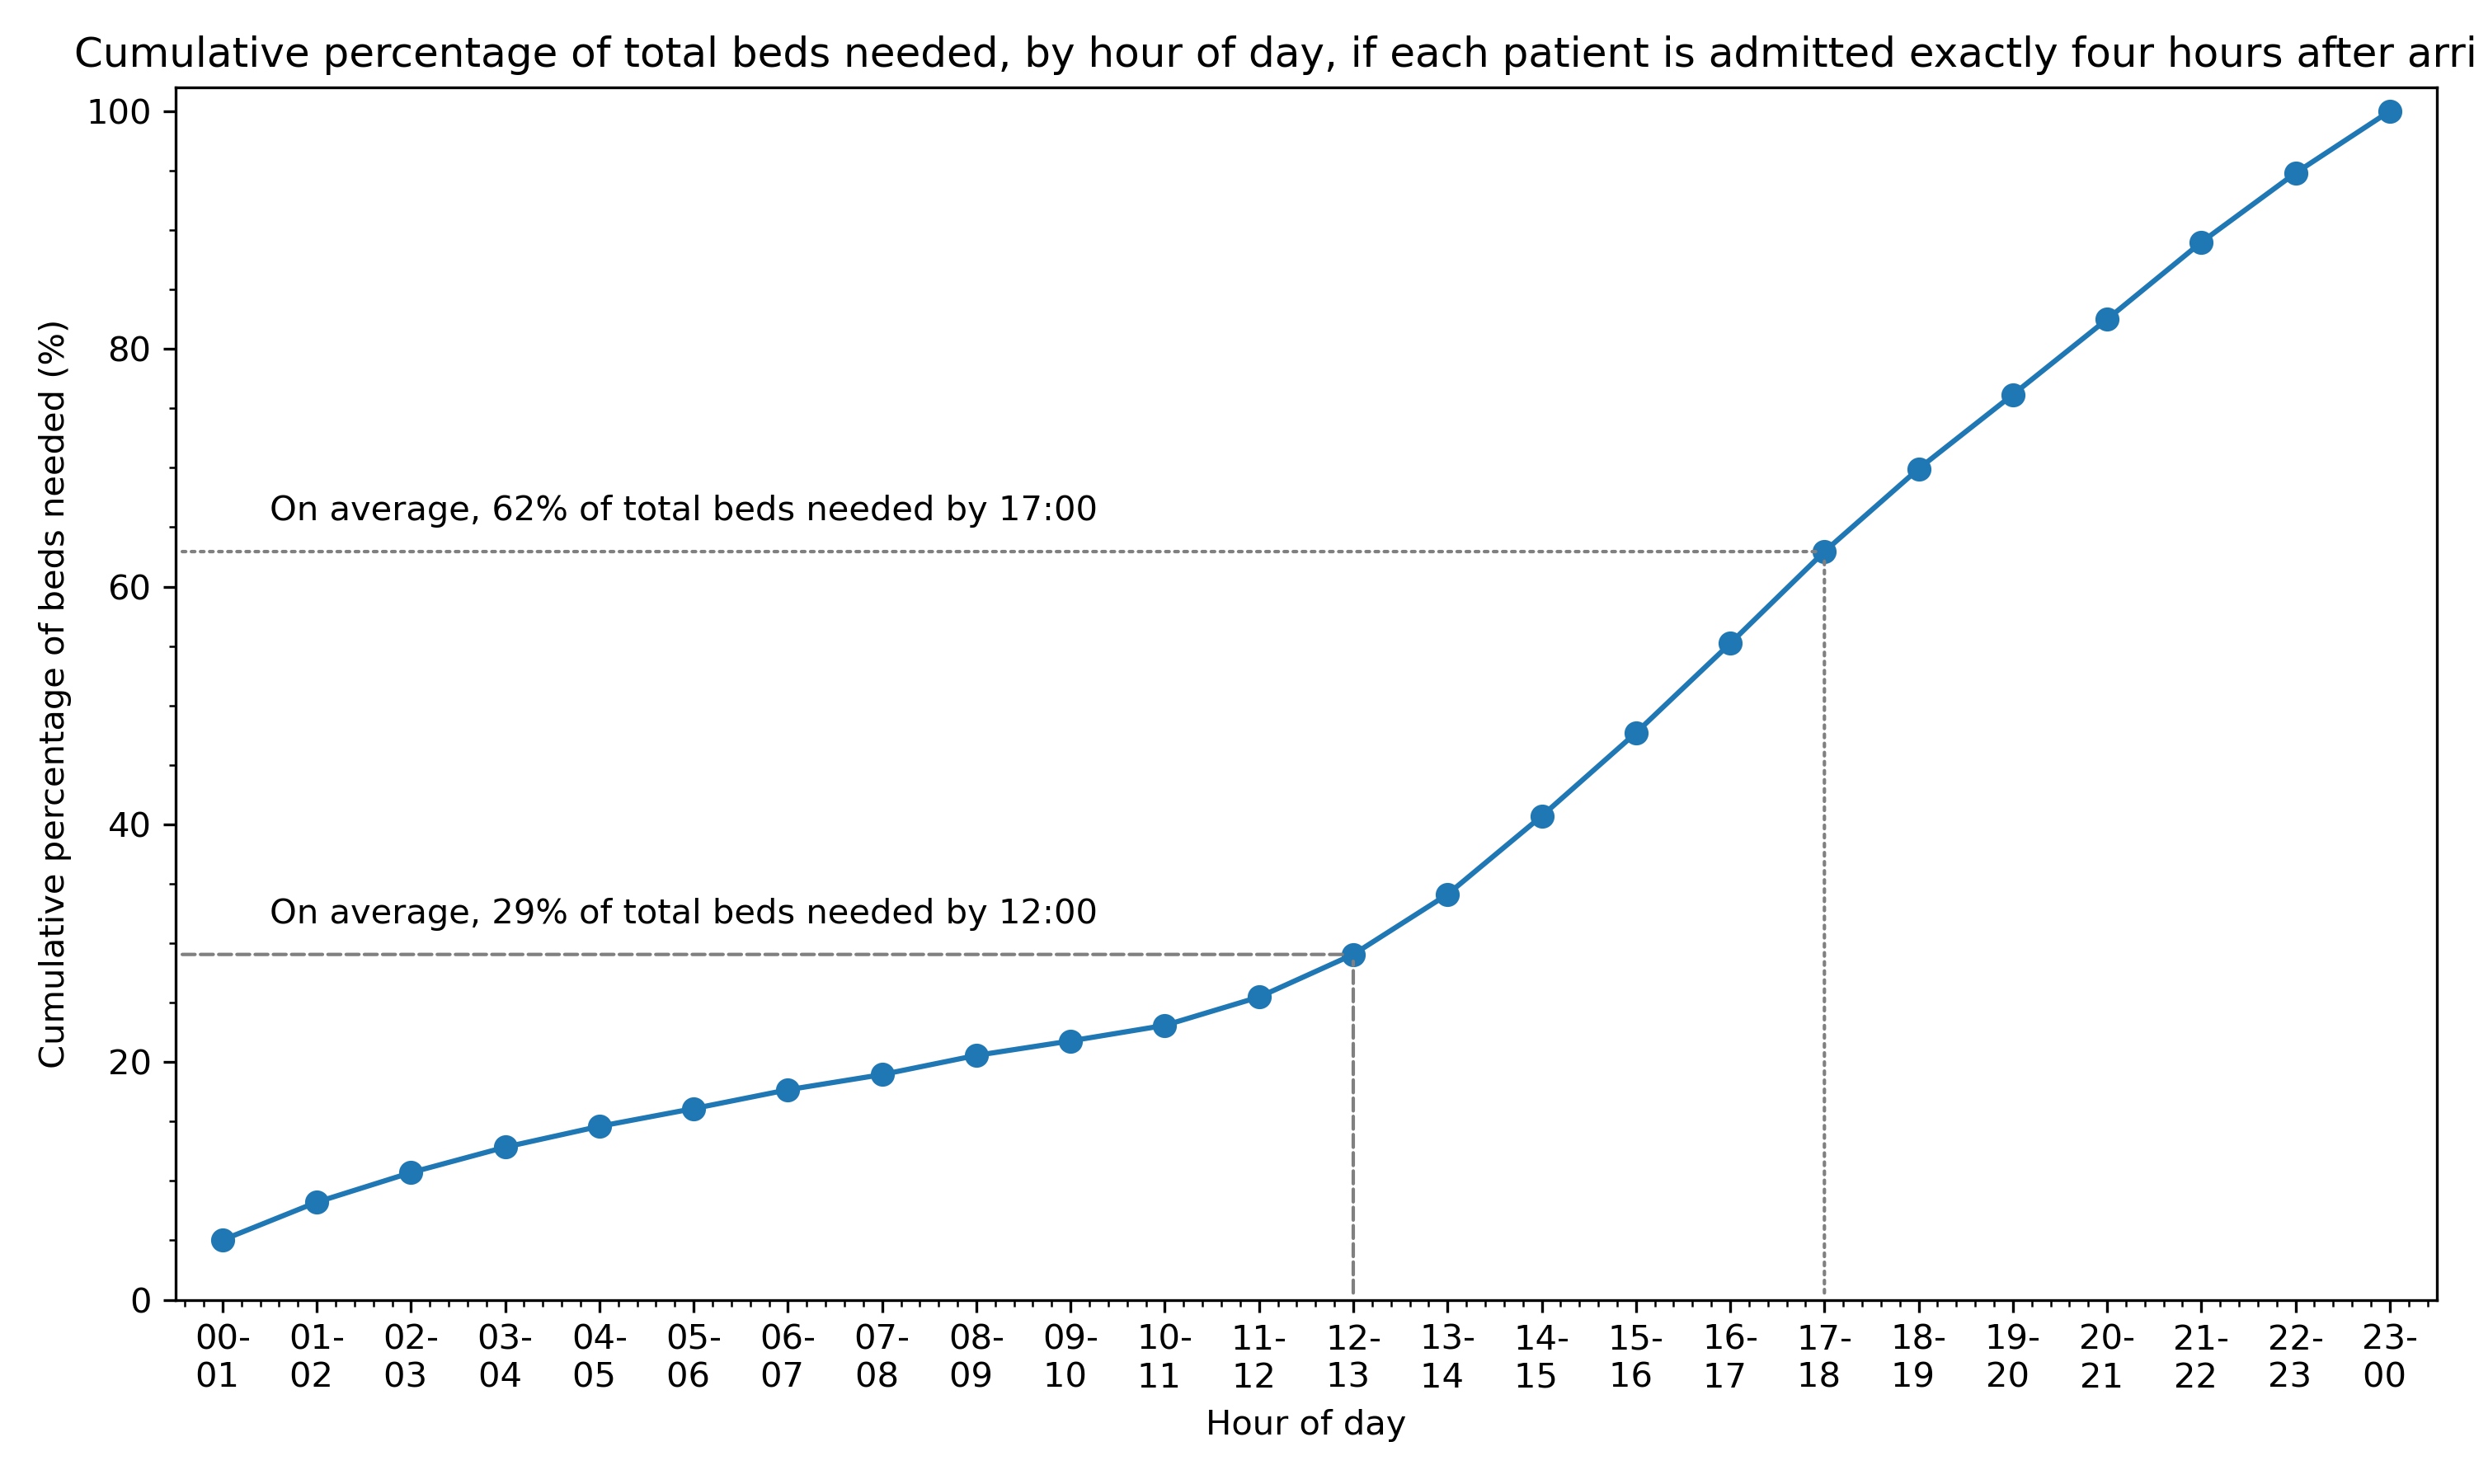 Cumulative percentage of total beds needed, by hour of day, if each patient is admitted exactly four hours after arri
Cumulative percentage of beds needed (%)
100
80
60
40
20
0
On average, 62% of total beds needed by 17:00
On average, 29% of total beds needed by 12:00
00- 01- 02- 03- 04- 05- 06- 07- 08- 09- 10- 11- 12- 13- 14- 15- 16- 17- 18- 19- 20- 21- 22- 23-
01 02 03 04 05 06 07 08 09 10 11 12 13 14 15 16 17 18 19 20 21 22 23 00
Hour of day